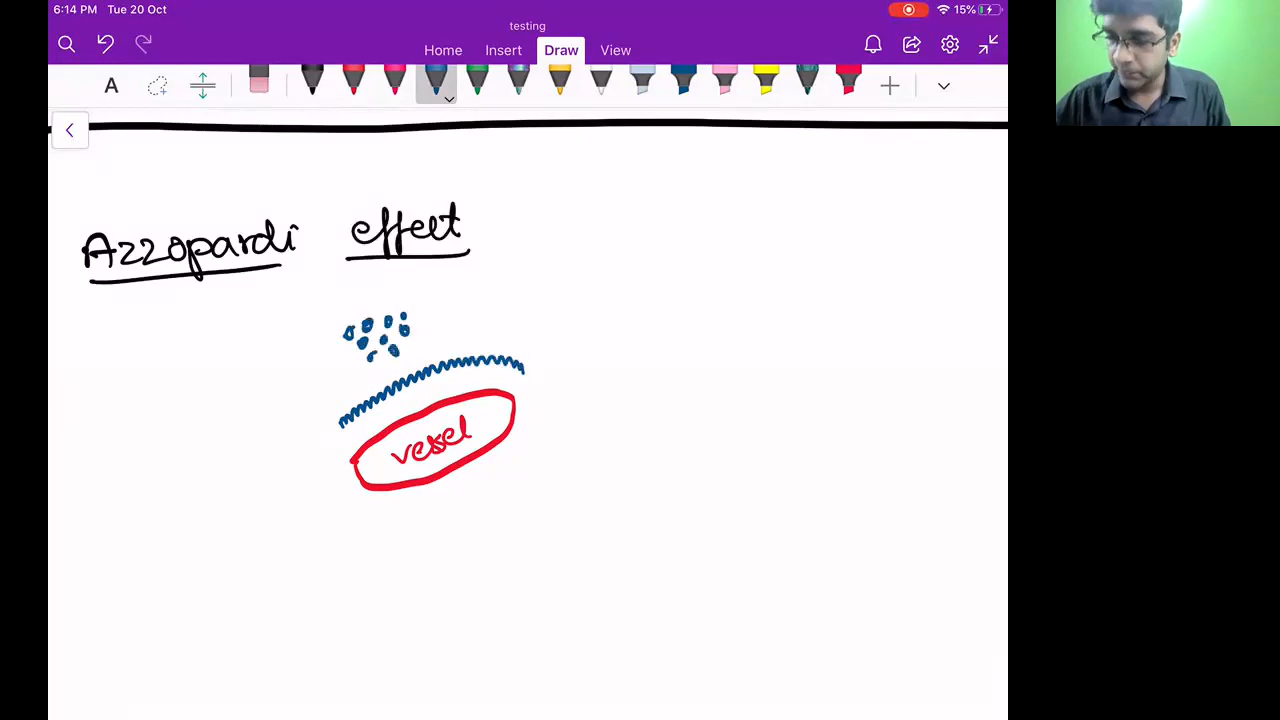 6:14 PM Tue 20 Oct
15%
testing
Home Insert Draw View
A
Azzopardi effect
vessel